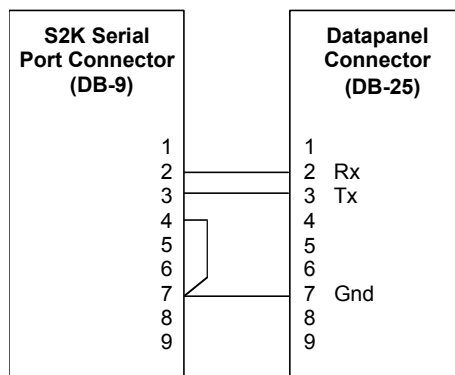 S2K Serial
Port Connector
(DB-9)
Datapanel
Connector
(DB-25)
1
2
3
4
5
6
7
8
9
1
2 Rx
3 Tx
4
5
6
7 Gnd
8
9